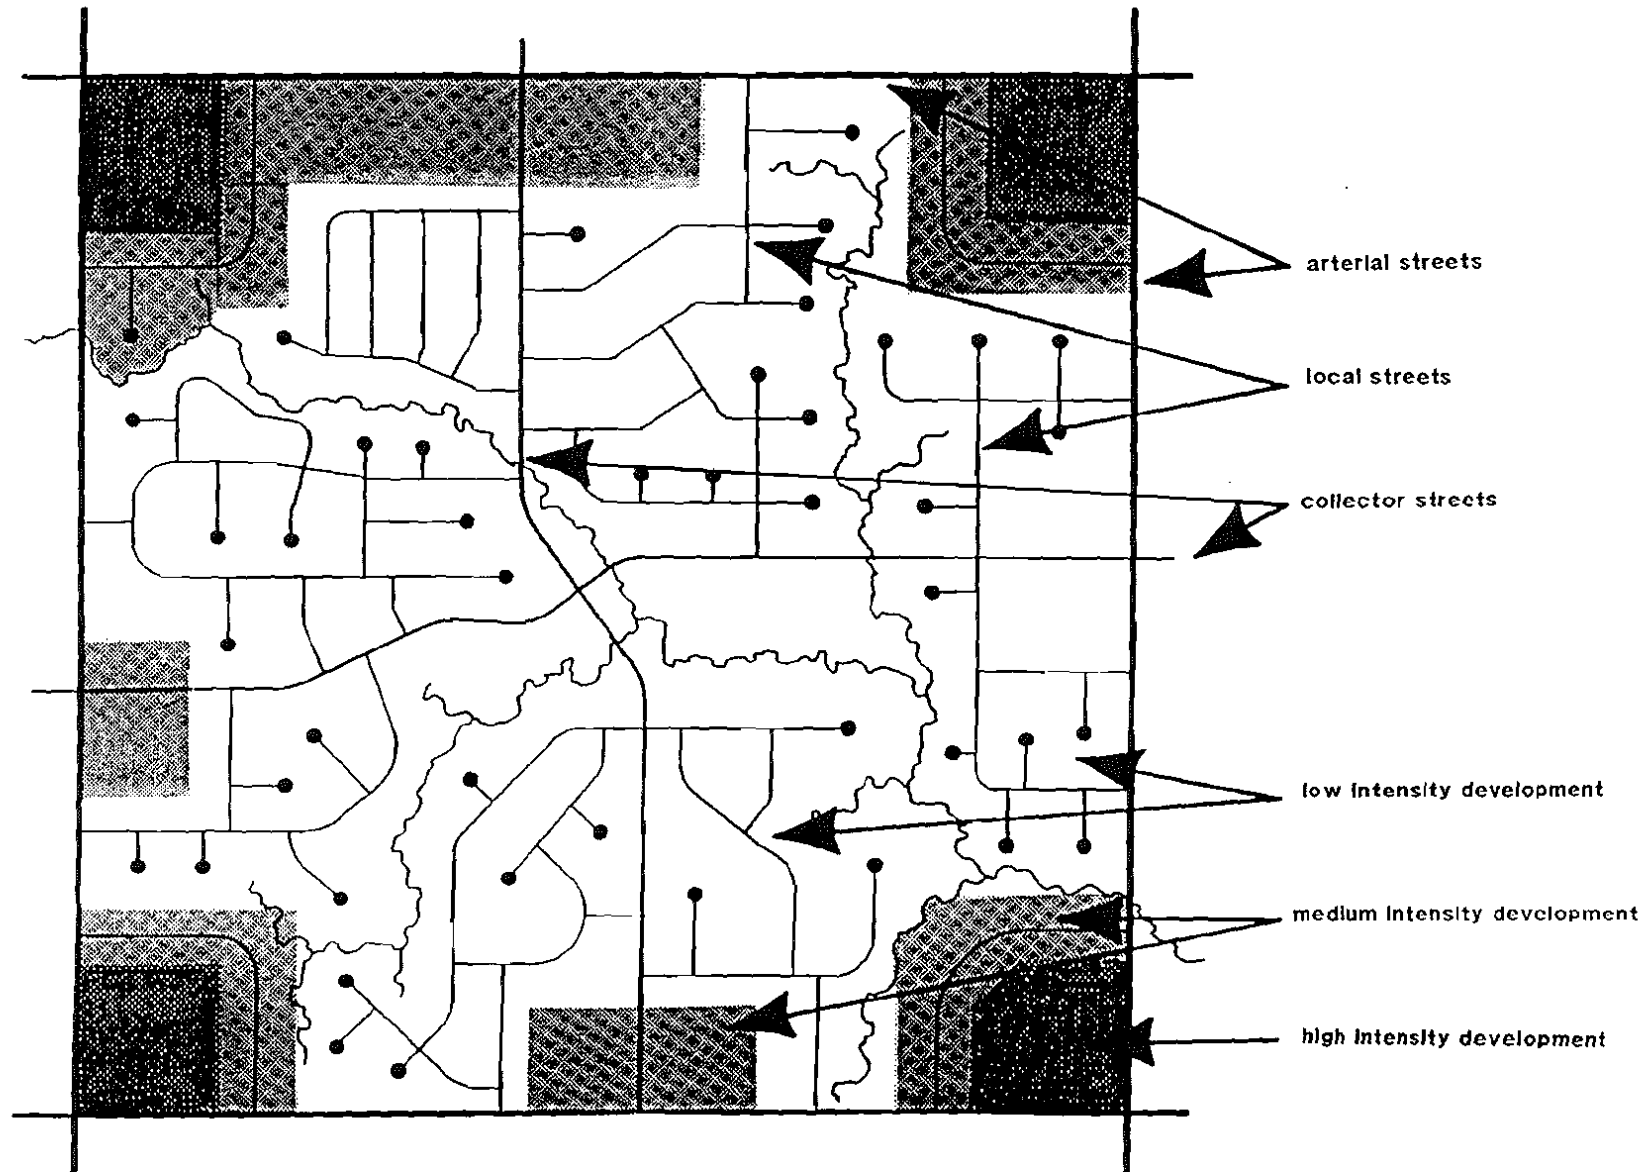 arterial streets
local streets
collector streets
low intensity development
medium intensity development
high intensity development